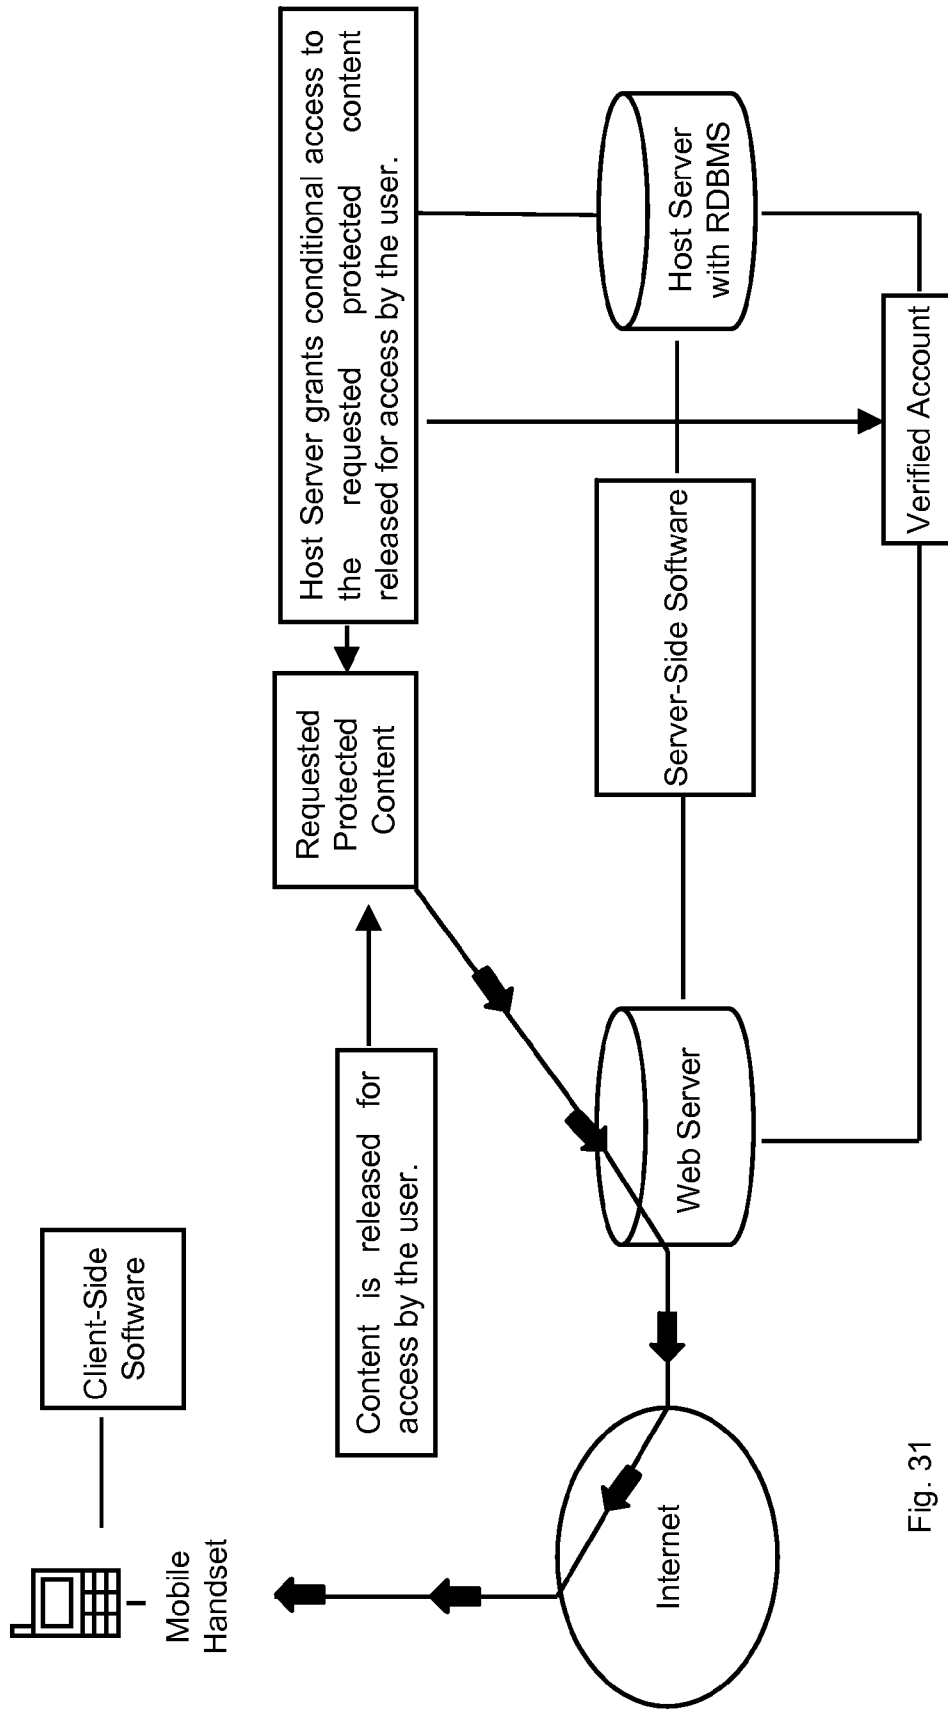 Mobile
Handset
Client-Side
Software
Content is released for
access by the user.
Requested
Protected
Content
Host Server grants conditional access to
the requested protected content
released for access by the user.
Internet
Web Server
Server-Side Software
Host Server
with RDBMS
Verified Account
Fig. 31